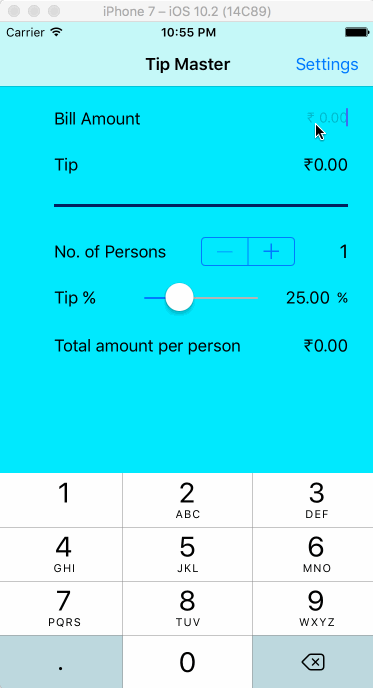 iPhone 7 – iOS 10.2 (14C89)
Carrier 10:55 PM
Tip Master Settings
Bill Amount ₹ 0.00
Tip ₹0.00
No. of Persons − + 1
Tip % 25.00 %
Total amount per person ₹0.00
1 2 3
ABC DEF
4 5 6
GHI JKL MNO
7 8 9
PQRS TUV WXYZ
. 0